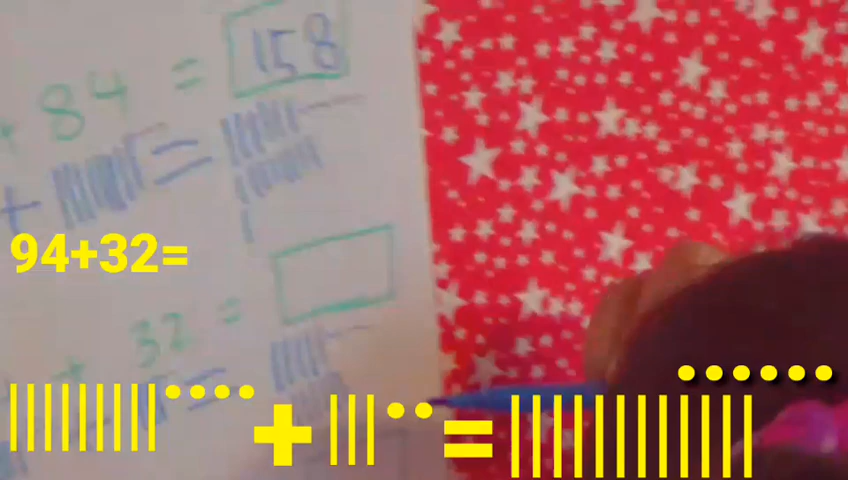 + 84 = 158
+ =
94+32=
+ 32 =
+ =